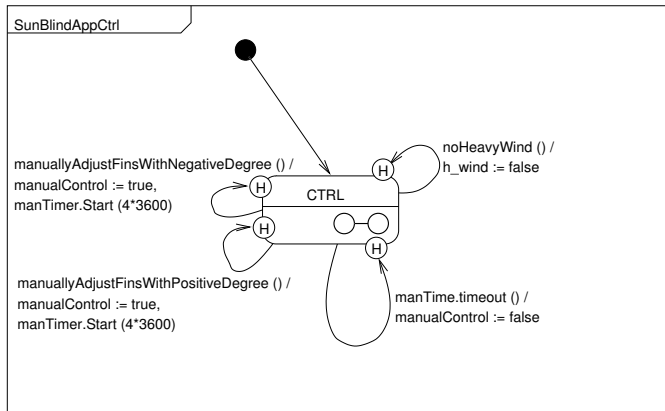 SunBlindAppCtrl
noHeavyWind () /
h_wind := false
H
manuallyAdjustFinsWithNegativeDegree () /
manualControl := true,
manTimer.Start (4*3600)
H
CTRL
H
H
manuallyAdjustFinsWithPositiveDegree () /
manualControl := true,
manTimer.Start (4*3600)
manTime.timeout () /
manualControl := false